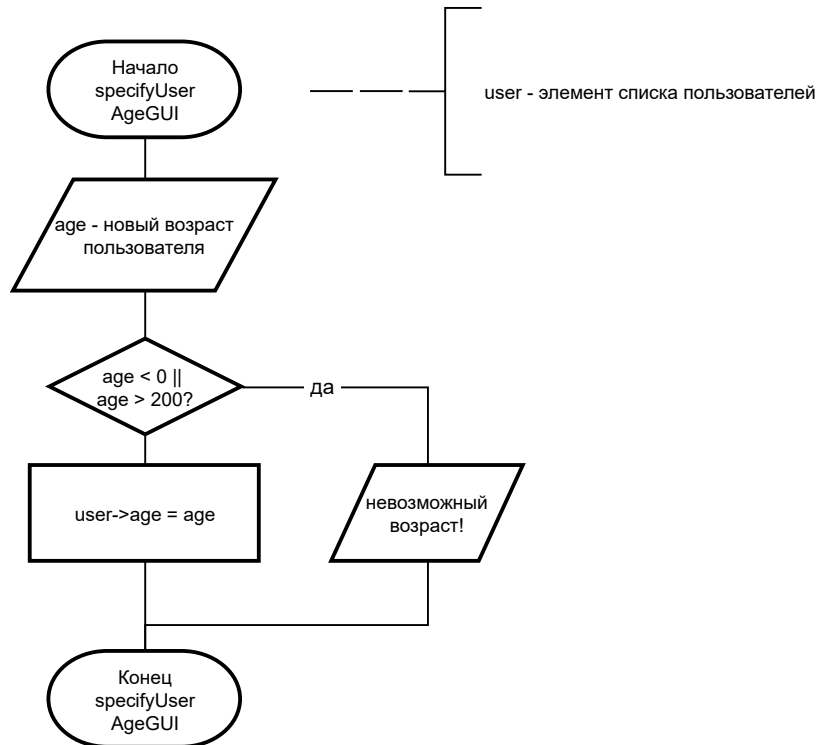 Начало
specifyUser
AgeGUI
user - элемент списка пользователей
age - новый возраст
пользователя
age < 0 ||
age > 200?
да
user->age = age
невозможный
возраст!
Конец
specifyUser
AgeGUI